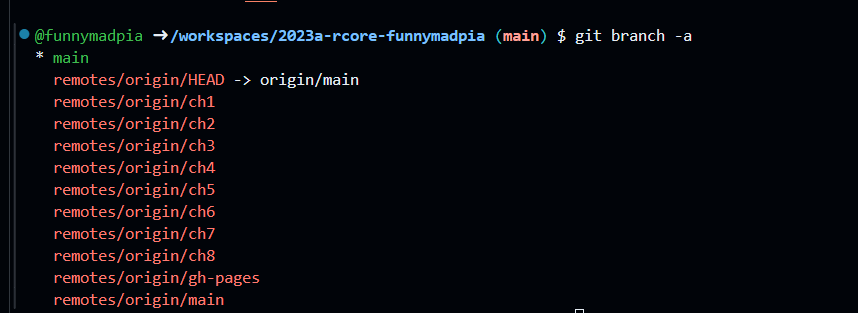 @funnymadpia ➜/workspaces/2023a-rcore-funnymadpia (main) $ git branch -a
* main
remotes/origin/HEAD -> origin/main
remotes/origin/ch1
remotes/origin/ch2
remotes/origin/ch3
remotes/origin/ch4
remotes/origin/ch5
remotes/origin/ch6
remotes/origin/ch7
remotes/origin/ch8
remotes/origin/gh-pages
remotes/origin/main